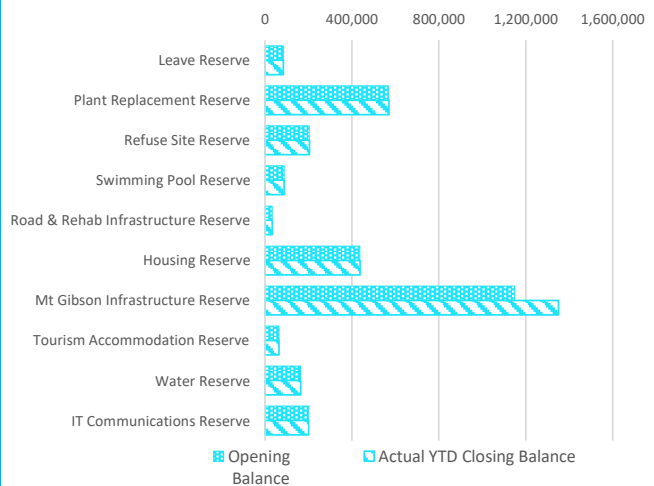 0 400,000 800,000 1,200,000 1,600,000
Leave Reserve
Plant Replacement Reserve
Refuse Site Reserve
Swimming Pool Reserve
Road & Rehab Infrastructure Reserve
Housing Reserve
Mt Gibson Infrastructure Reserve
Tourism Accommodation Reserve
Water Reserve
IT Communications Reserve
Opening Actual YTD Closing Balance
Balance